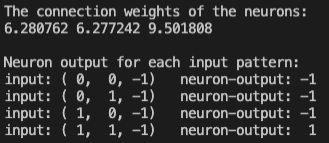 The connection weights of the neurons:
6.280762 6.277242 9.501808
Neuron output for each input pattern:
input: ( 0,  0, -1)   neuron-output: -1
input: ( 0,  1, -1)   neuron-output: -1
input: ( 1,  0, -1)   neuron-output: -1
input: ( 1,  1, -1)   neuron-output:  1